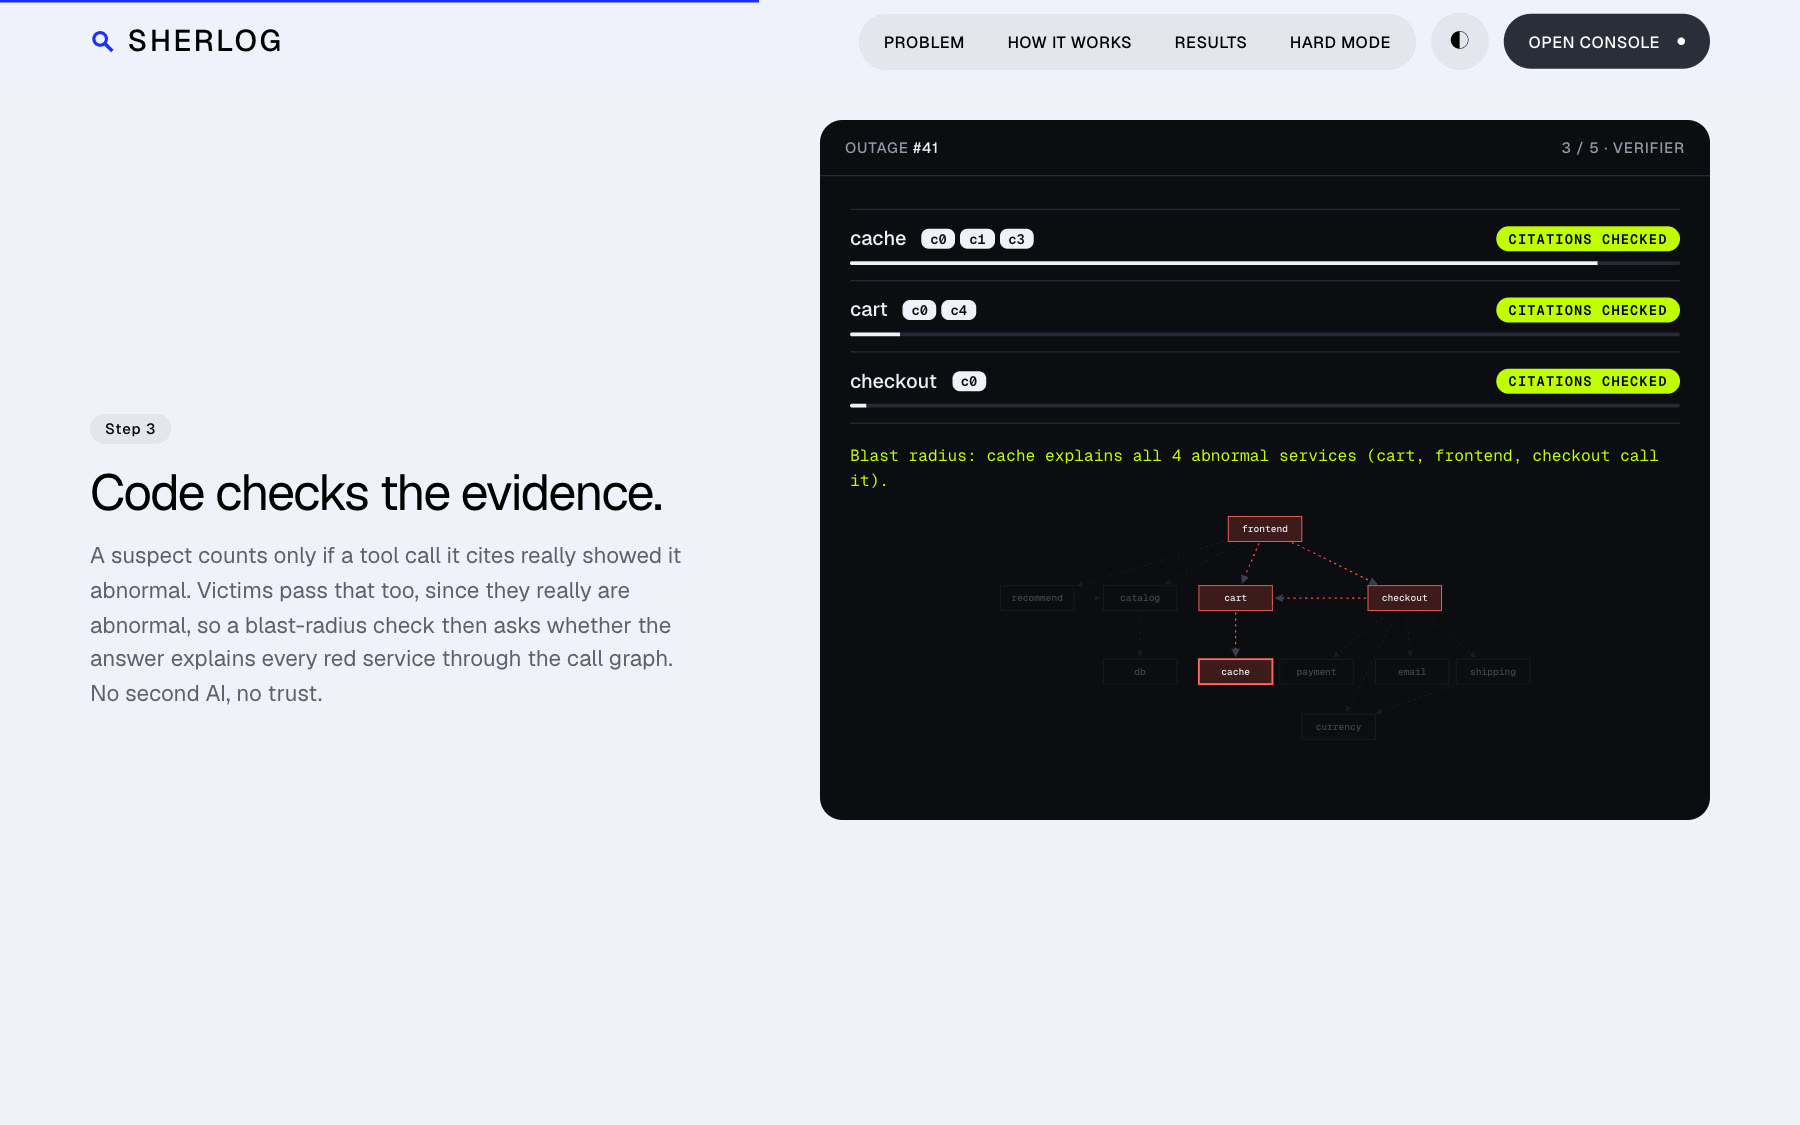 SHERLOG
PROBLEM
HOW IT WORKS
RESULTS
HARD MODE
OPEN CONSOLE
Step 3
Code checks the evidence.
A suspect counts only if a tool call it cites really showed it
abnormal. Victims pass that too, since they really are
abnormal, so a blast-radius check then asks whether the
answer explains every red service through the call graph.
No second AI, no trust.
OUTAGE #41
3 / 5 · VERIFIER
cache c0 c1 c3 CITATIONS CHECKED
cart c0 c4 CITATIONS CHECKED
checkout c0 CITATIONS CHECKED
Blast radius: cache explains all 4 abnormal services (cart, frontend, checkout call
it).
frontend
recommend catalog cart checkout
db cache payment email shipping
currency